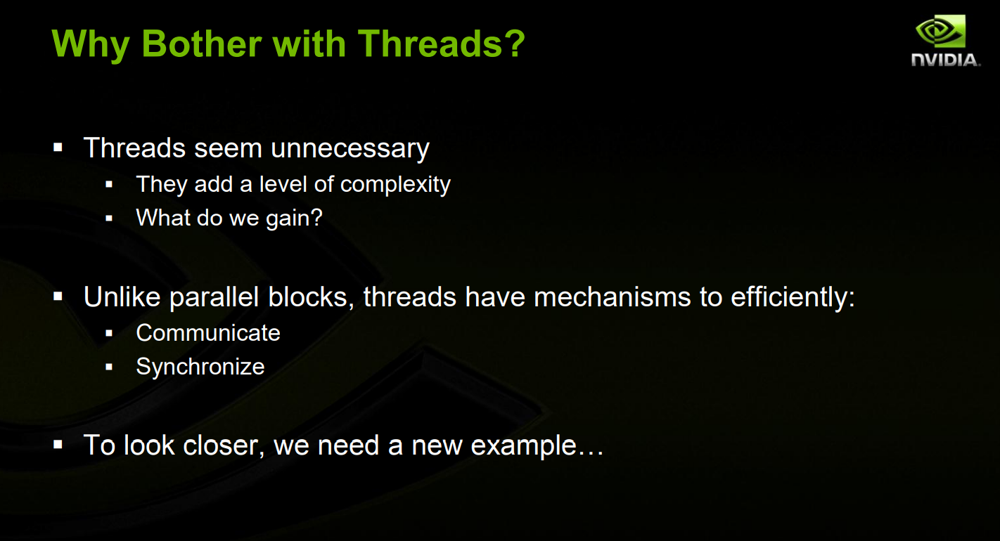 Why Bother with Threads?
NVIDIA.
▪ Threads seem unnecessary
▪ They add a level of complexity
▪ What do we gain?
▪ Unlike parallel blocks, threads have mechanisms to efficiently:
▪ Communicate
▪ Synchronize
▪ To look closer, we need a new example…